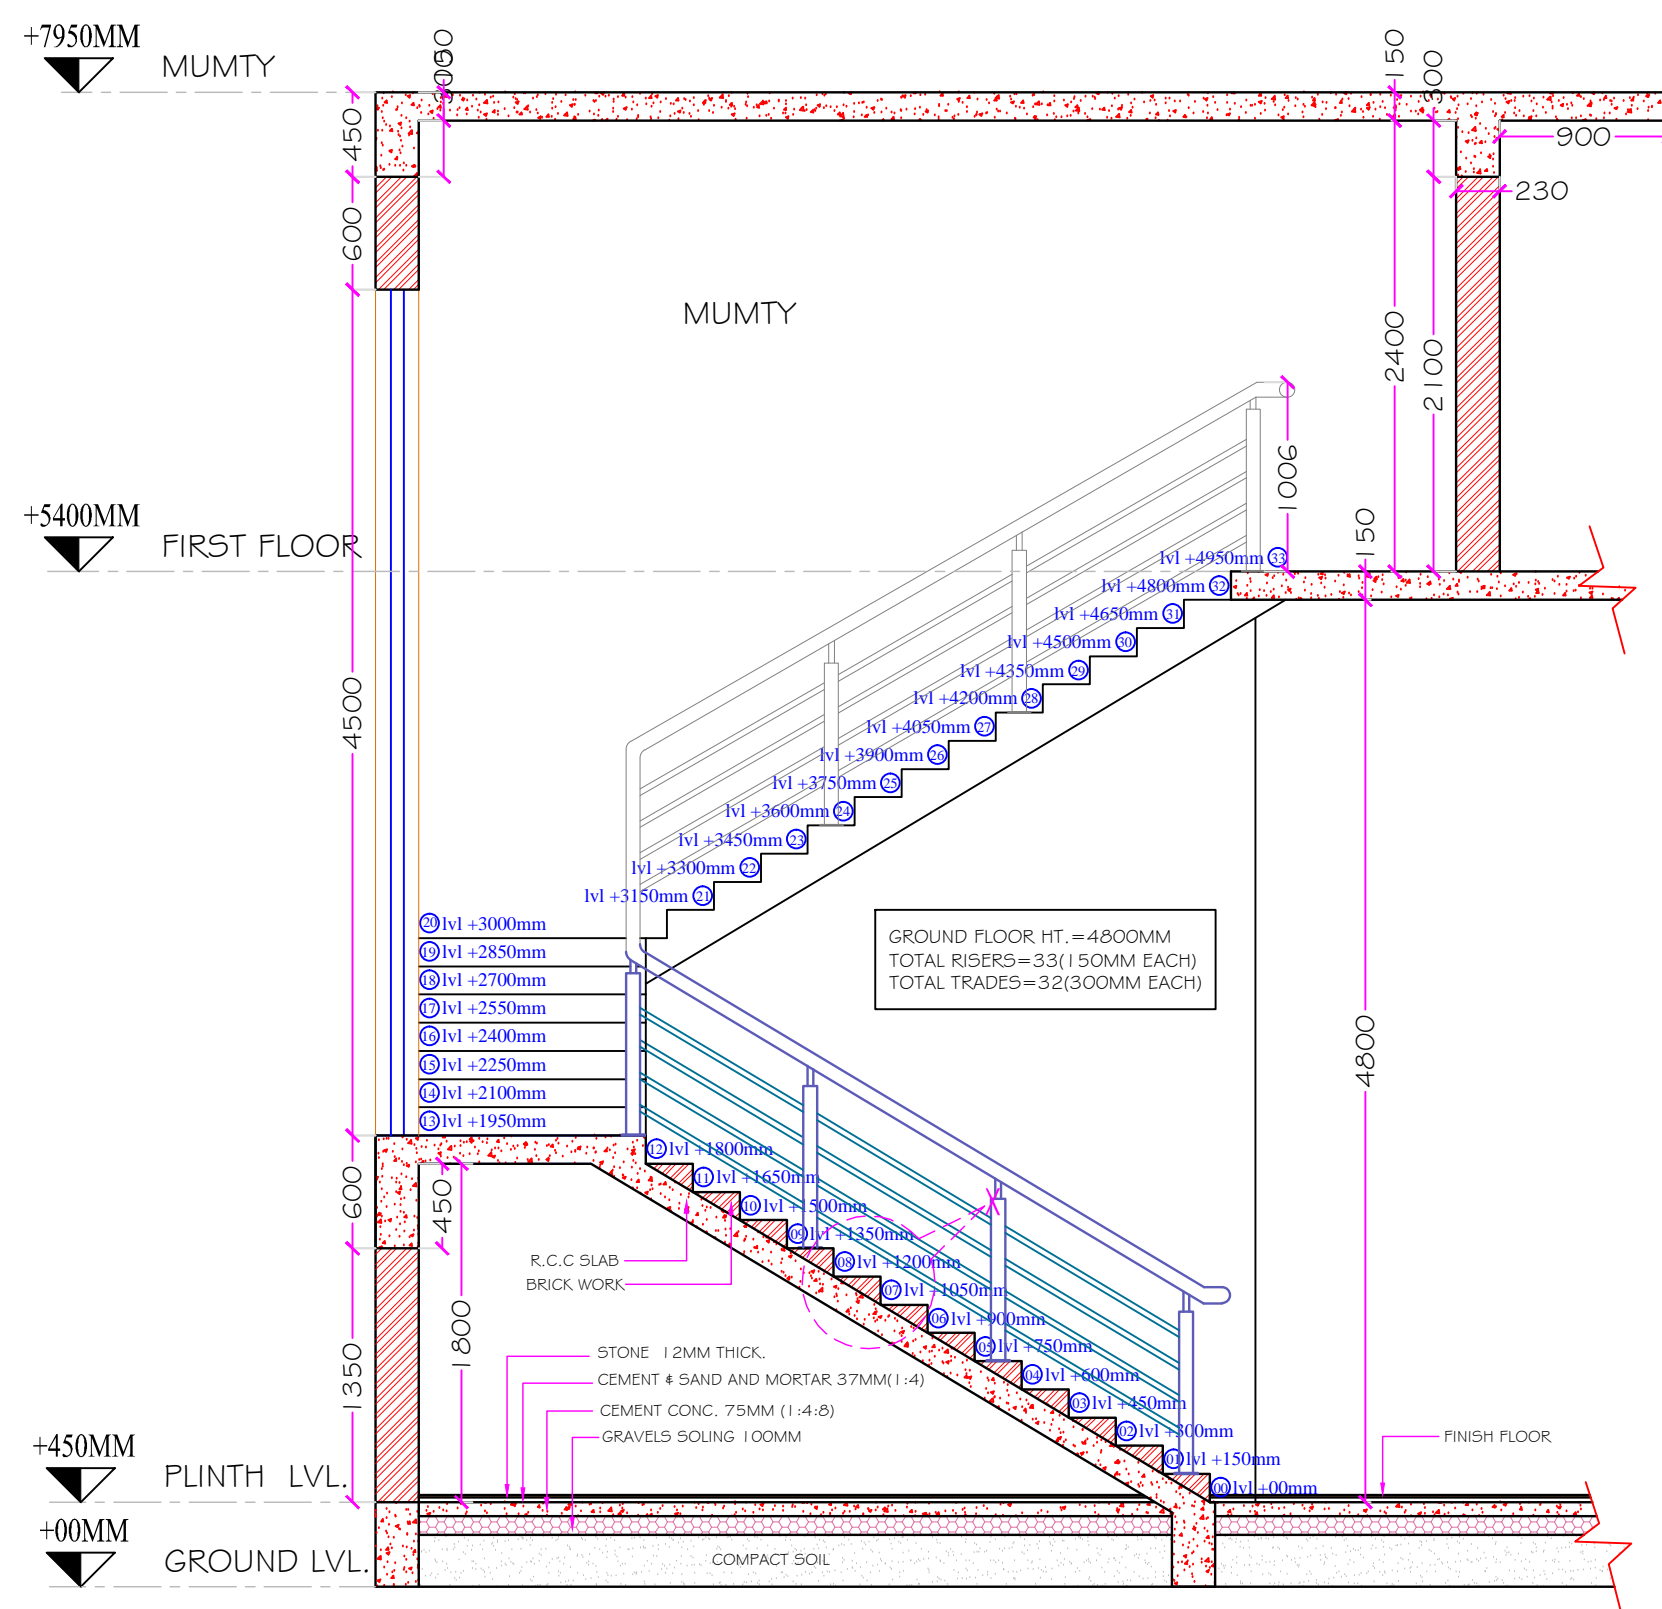 +7950MM
MUMTY
150
300
450
900
230
600
MUMTY
2400
2100
1006
+5400MM
FIRST FLOOR
150
lvl +4950mm 33
lvl +4800mm 32
lvl +4650mm 31
lvl +4500mm 30
lvl +4350mm 29
lvl +4200mm 28
lvl +4050mm 27
lvl +3900mm 26
lvl +3750mm 25
lvl +3600mm 24
lvl +3450mm 23
lvl +3300mm 22
lvl +3150mm 21
4500
20 lvl +3000mm
19 lvl +2850mm
18 lvl +2700mm
17 lvl +2550mm
16 lvl +2400mm
15 lvl +2250mm
14 lvl +2100mm
13 lvl +1950mm
GROUND FLOOR HT.=4800MM
TOTAL RISERS=33(150MM EACH)
TOTAL TRADES=32(300MM EACH)
4800
12 lvl +1800mm
11 lvl +1650mm
10 lvl +1500mm
09 lvl +1350mm
08 lvl +1200mm
07 lvl +1050mm
06 lvl +900mm
05 lvl +750mm
04 lvl +600mm
03 lvl +450mm
02 lvl +300mm
01 lvl +150mm
00 lvl +00mm
600
450
R.C.C SLAB
BRICK WORK
1350
1800
STONE 12MM THICK.
CEMENT & SAND AND MORTAR 37MM(1:4)
CEMENT CONC. 75MM (1:4:8)
GRAVELS SOLING 100MM
FINISH FLOOR
+450MM
PLINTH LVL.
+00MM
GROUND LVL.
COMPACT SOIL